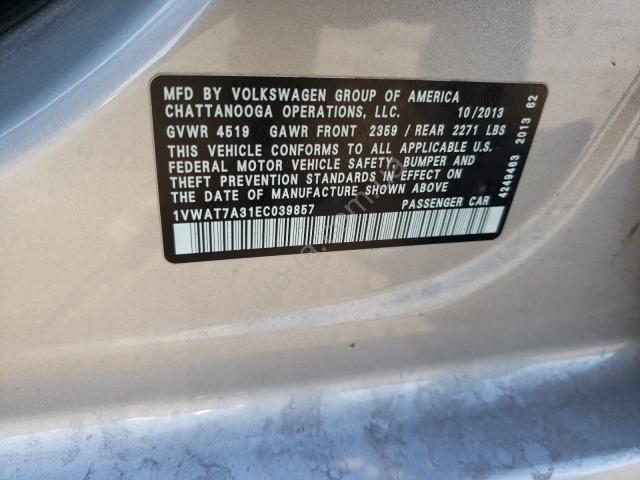 MFD BY VOLKSWAGEN GROUP OF AMERICA
CHATTANOOGA OPERATIONS, LLC. 10/2013
GVWR 4519 GAWR FRONT 2359 / REAR 2271 LBS
THIS VEHICLE CONFORMS TO ALL APPLICABLE U.S.
FEDERAL MOTOR VEHICLE SAFETY, BUMPER AND
THEFT PREVENTION STANDARDS IN EFFECT ON
THE DATE OF MANUFACTURE SHOWN ABOVE
1VWAT7A31EC039857 PASSENGER CAR
4249463 2013 62